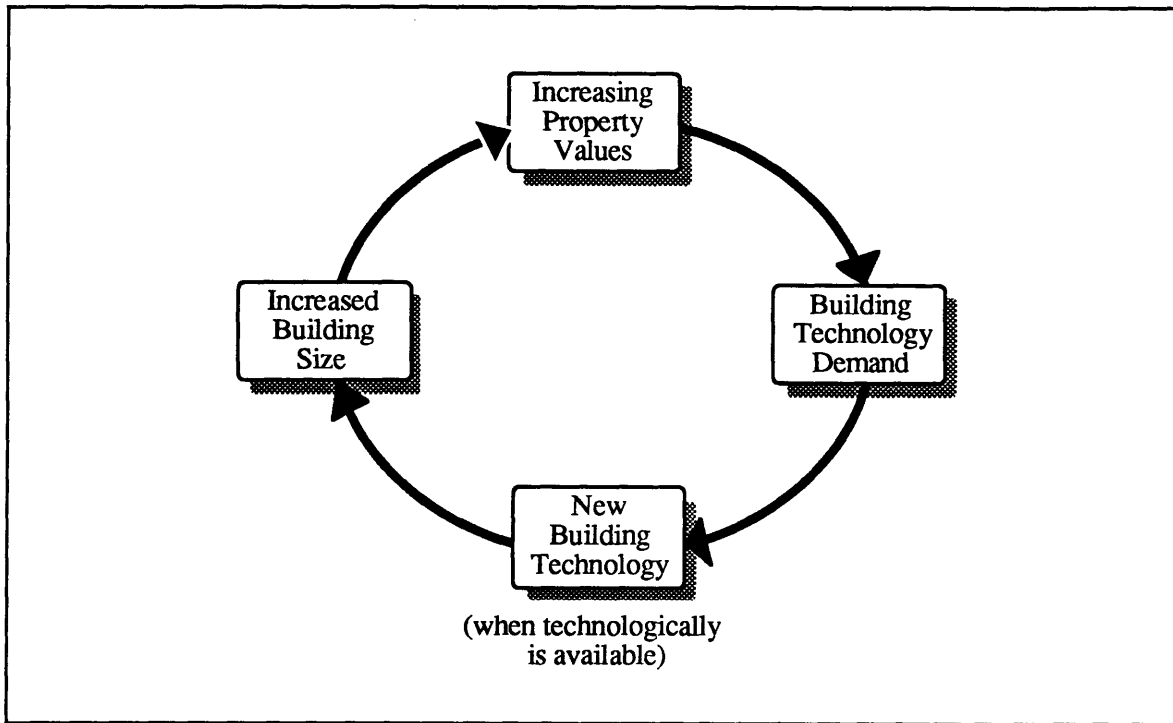 Increasing
Property
Values
Building
Technology
Demand
New
Building
Technology
(when technologically
is available)
Increased
Building
Size